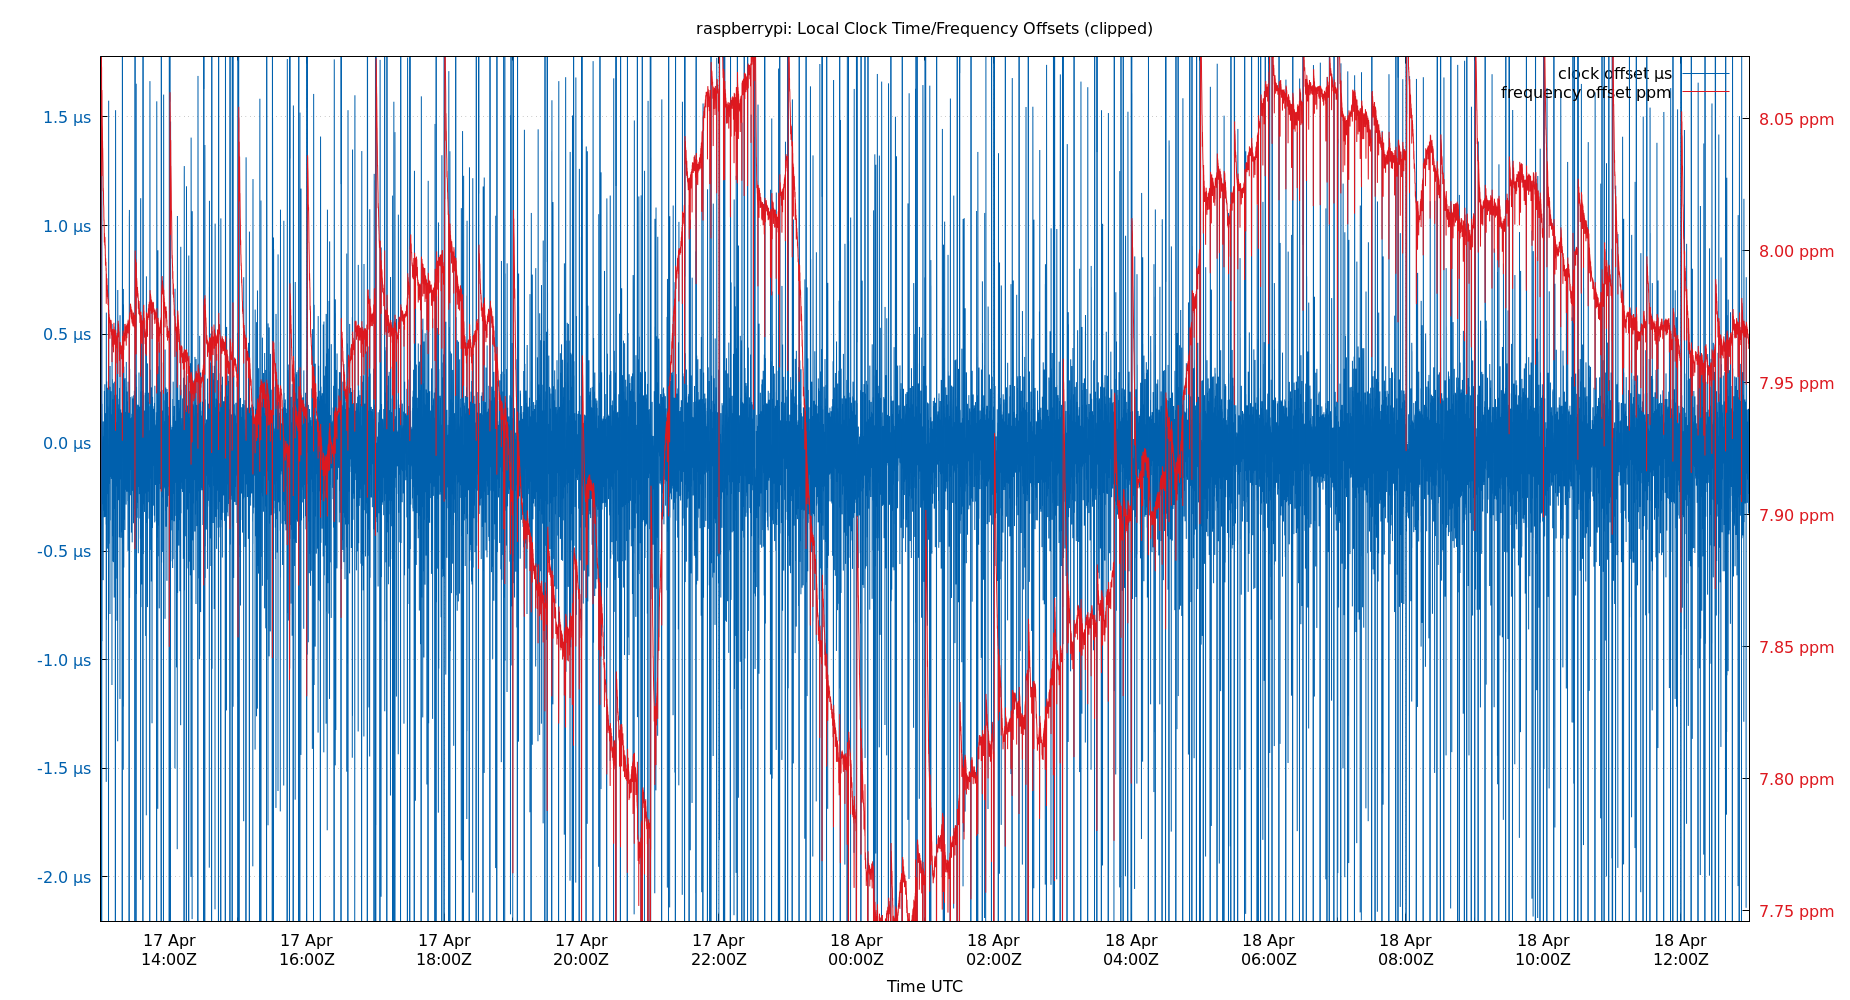 raspberrypi: Local Clock Time/Frequency Offsets (clipped)
clock offset µs
frequency offset ppm
1.5 µs
1.0 µs
0.5 µs
0.0 µs
-0.5 µs
-1.0 µs
-1.5 µs
-2.0 µs
8.05 ppm
8.00 ppm
7.95 ppm
7.90 ppm
7.85 ppm
7.80 ppm
7.75 ppm
17 Apr 17 Apr 17 Apr 17 Apr 17 Apr 18 Apr 18 Apr 18 Apr 18 Apr 18 Apr 18 Apr 18 Apr
14:00Z 16:00Z 18:00Z 20:00Z 22:00Z 00:00Z 02:00Z 04:00Z 06:00Z 08:00Z 10:00Z 12:00Z
Time UTC